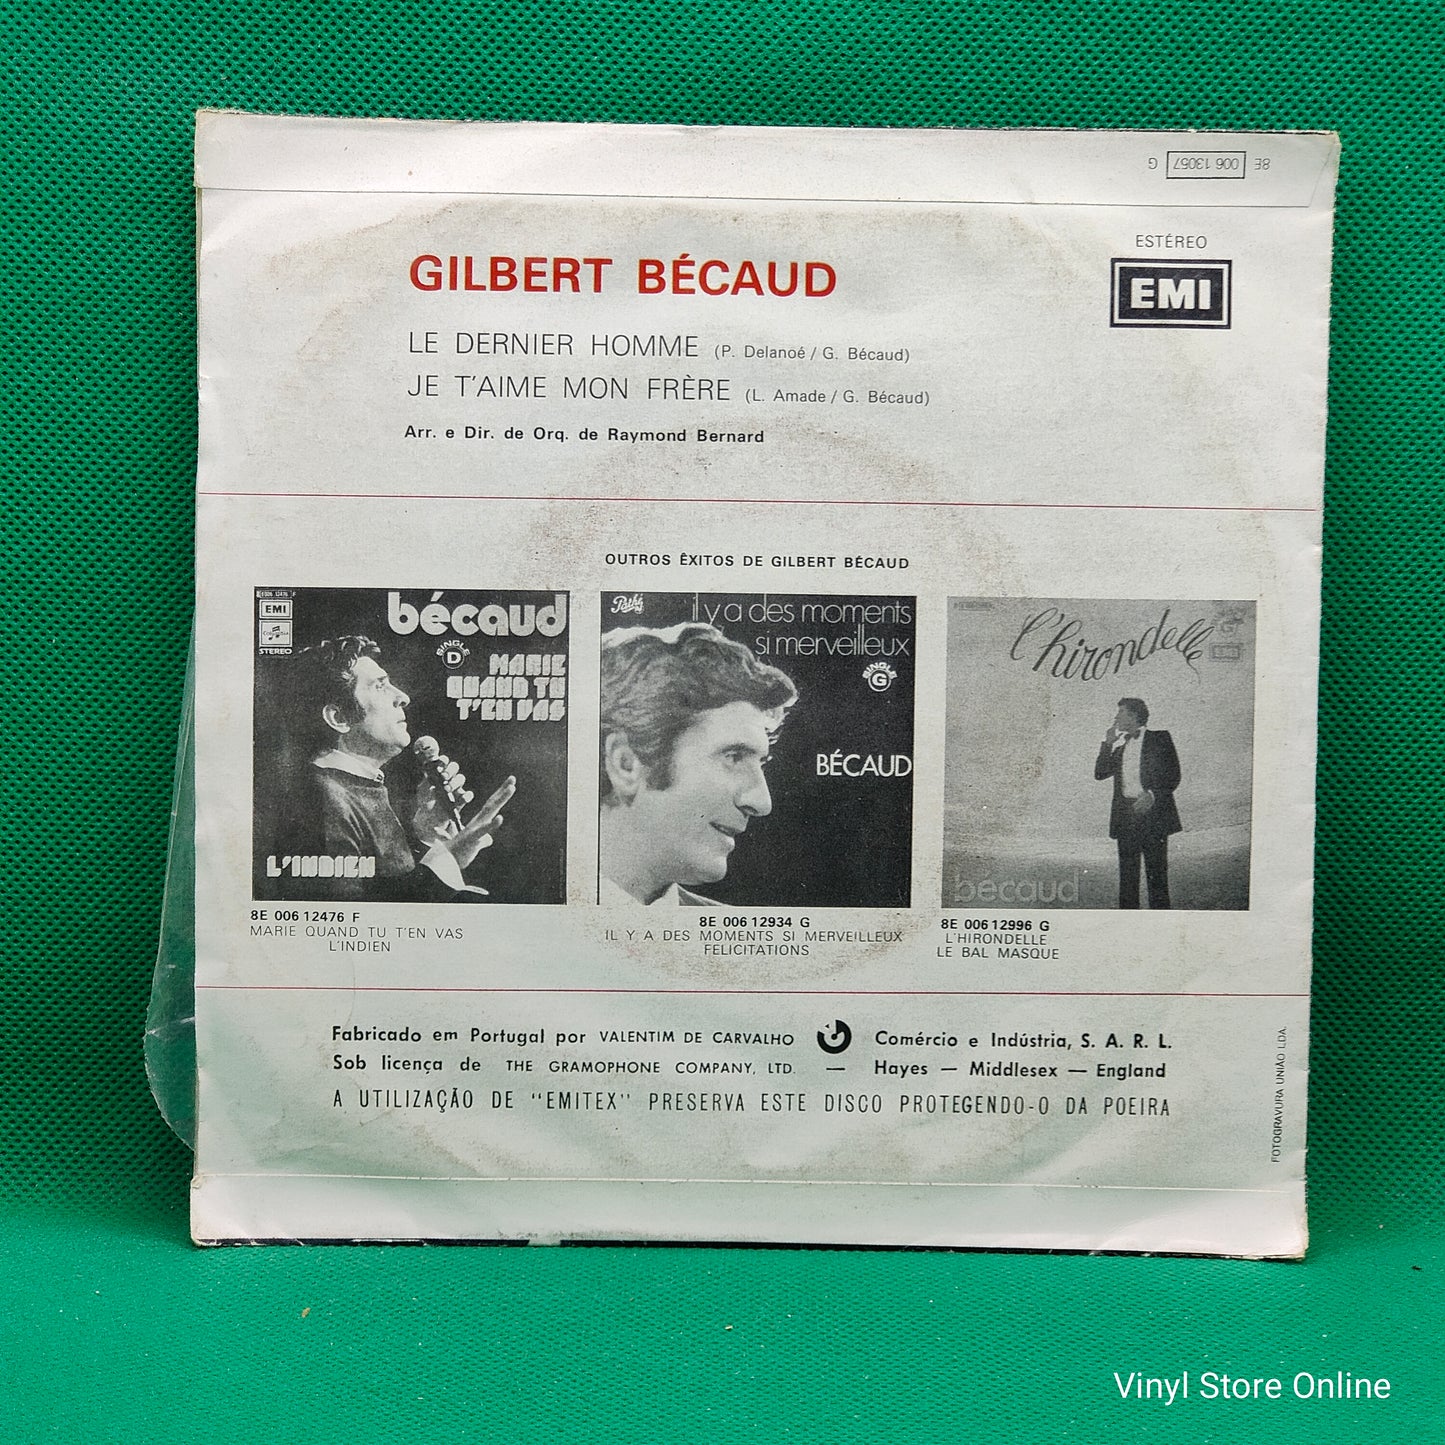 8E 006 13057 G
ESTÉREO
EMI
GILBERT BÉCAUD
LE DERNIER HOMME (P. Delanoé / G. Bécaud)
JE T'AIME MON FRÈRE (L. Amade / G. Bécaud)
Arr. e Dir. de Orq. de Raymond Bernard
OUTROS ÊXITOS DE GILBERT BÉCAUD
EMI
STEREO
bécaud
SINGLE D
MARIE
QUAND TU
T'EN VAS
L'INDIEN
8E 006 12476 F
MARIE QUAND TU T'EN VAS
L'INDIEN
Pathé
il y a des moments
si merveilleux
SINGLE G
BÉCAUD
8E 006 12934 G
IL Y A DES MOMENTS SI MERVEILLEUX
FELICITATIONS
l'hirondelle
bécaud
8E 006 12996 G
L'HIRONDELLE
LE BAL MASQUE
Fabricado em Portugal por VALENTIM DE CARVALHO Comércio e Indústria, S. A. R. L.
Sob licença de THE GRAMOPHONE COMPANY, LTD. — Hayes — Middlesex — England
A UTILIZAÇÃO DE "EMITEX" PRESERVA ESTE DISCO PROTEGENDO-O DA POEIRA
FOTOGRAVURA UNIÃO LDA.
Vinyl Store Online